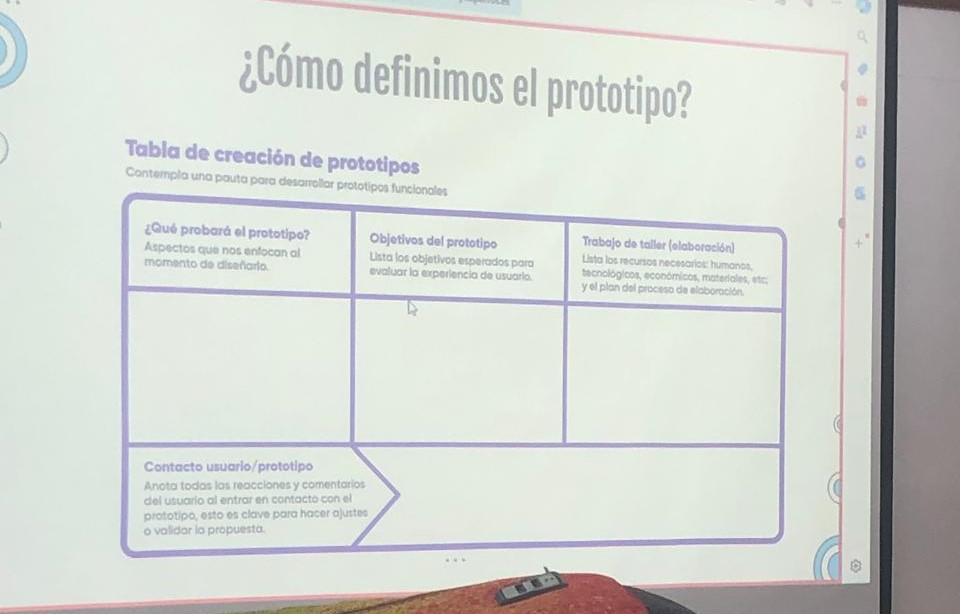 ¿Cómo definimos el prototipo?
Tabla de creación de prototipos
Contempla una pauta para desarrollar prototipos funcionales
¿Qué probará el prototipo?
Aspectos que nos enfocan al
momento de diseñarlo.
Objetivos del prototipo
Lista los objetivos esperados para
evaluar la experiencia de usuario.
Trabajo de taller (elaboración)
Lista los recursos necesarios: humanos,
tecnológicos, económicos, materiales, etc;
y el plan del proceso de elaboración.
Contacto usuario/prototipo
Anota todas las reacciones y comentarios
del usuario al entrar en contacto con el
prototipo, esto es clave para hacer ajustes
o validar la propuesta.